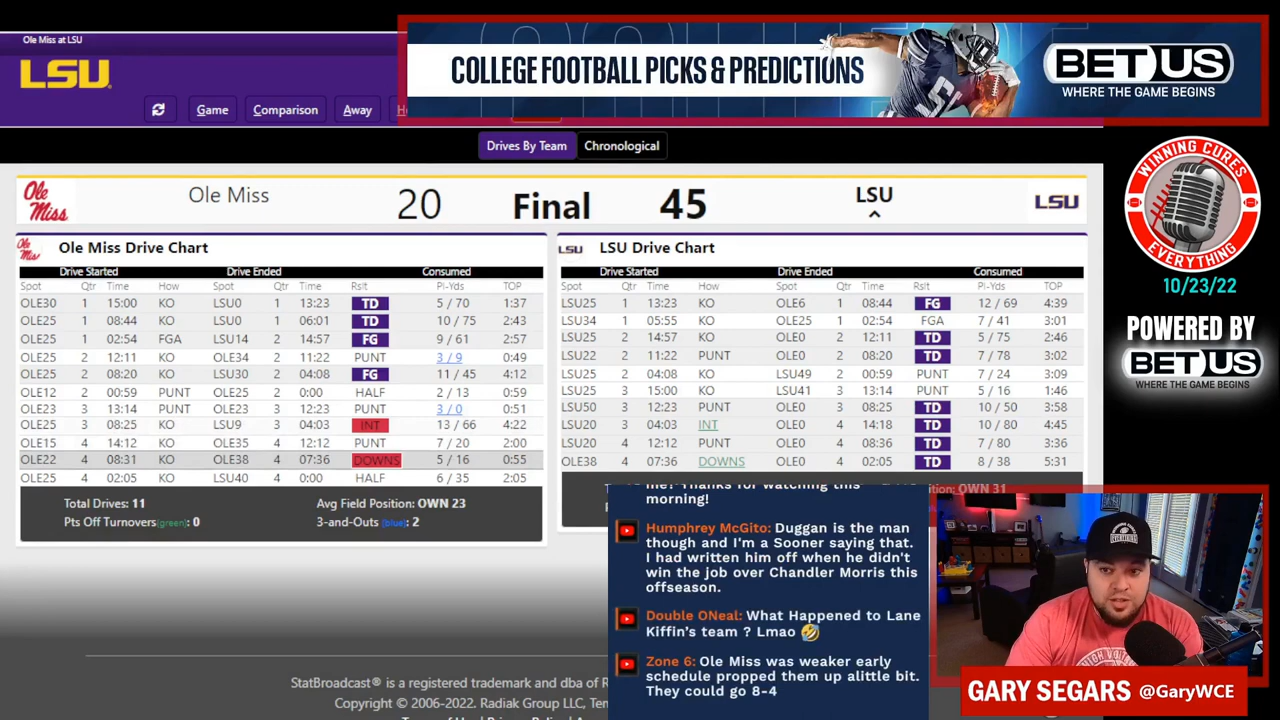 Ole Miss at LSU
LSU
Game
Comparison
Away
COLLEGE FOOTBALL PICKS & PREDICTIONS
BETUS
WHERE THE GAME BEGINS
Drives By Team
Chronological
Ole Miss
Ole Miss 20 Final 45 LSU
LSU
WINNING CURES
EVERYTHING
10/23/22
POWERED BY
BETUS
WHERE THE GAME BEGINS
Ole Miss
Ole Miss Drive Chart
Drive Started Drive Ended Consumed
Spot Qtr Time How Spot Qtr Time Rslt Pl-Yds TOP
OLE30 1 15:00 KO LSU0 1 13:23 TD 5 / 70 1:37
OLE25 1 08:44 KO LSU0 1 06:01 TD 10 / 75 2:43
OLE25 1 02:54 FGA LSU14 2 14:57 FG 9 / 61 2:57
OLE25 2 12:11 KO OLE34 2 11:22 PUNT 3 / 9 0:49
OLE25 2 08:20 KO LSU30 2 04:08 FG 11 / 45 4:12
OLE12 2 00:59 PUNT OLE25 2 0:00 HALF 2 / 13 0:59
OLE23 3 13:14 PUNT OLE23 3 12:23 PUNT 3 / 0 0:51
OLE25 3 08:25 KO LSU9 3 04:03 INT 13 / 66 4:22
OLE15 4 14:12 KO OLE35 4 12:12 PUNT 7 / 20 2:00
OLE22 4 08:31 KO OLE38 4 07:36 DOWNS 5 / 16 0:55
OLE25 4 02:05 KO LSU40 4 0:00 HALF 6 / 35 2:05
Total Drives: 11 Avg Field Position: OWN 23
Pts Off Turnovers(green): 0 3-and-Outs (blue): 2
LSU
LSU Drive Chart
Drive Started Drive Ended Consumed
Spot Qtr Time How Spot Qtr Time Rslt Pl-Yds TOP
LSU25 1 13:23 KO OLE6 1 08:44 FG 12 / 69 4:39
LSU34 1 05:55 KO OLE25 1 02:54 FGA 7 / 41 3:01
LSU25 2 14:57 KO OLE0 2 12:11 TD 5 / 75 2:46
LSU22 2 11:22 PUNT OLE0 2 08:20 TD 7 / 78 3:02
LSU25 2 04:08 KO LSU49 2 00:59 PUNT 7 / 24 3:09
LSU25 3 15:00 KO LSU41 3 13:14 PUNT 5 / 16 1:46
LSU50 3 12:23 PUNT OLE0 3 08:25 TD 10 / 50 3:58
LSU20 3 04:03 INT OLE0 4 14:18 TD 10 / 80 4:45
LSU20 4 12:12 PUNT OLE0 4 08:36 TD 7 / 80 3:36
OLE38 4 07:36 DOWNS OLE0 4 02:05 TD 8 / 38 5:31
OWN 31
me? Thanks for watching this
morning!
Humphrey McGito: Duggan is the man
though and I'm a Sooner saying that.
I had written him off when he didn't
win the job over Chandler Morris this
offseason.
Double ONeal: What Happened to Lane
Kiffin's team ? Lmao 🤣
Zone 6: Ole Miss was weaker early
schedule propped them up alittle bit.
They could go 8-4
StatBroadcast® is a registered trademark and dba of
Copyright © 2006-2022. Radiak Group LLC,
GARY SEGARS @GaryWCE